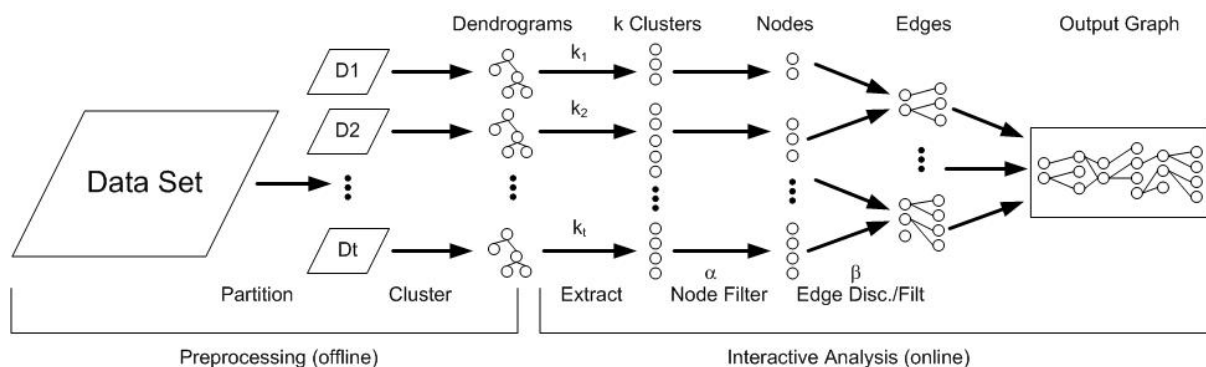 Dendrograms k Clusters Nodes Edges Output Graph
D1 k1
D2 k2
Data Set
Dt kt
α β
Partition Cluster Extract Node Filter Edge Disc./Filt
Preprocessing (offline) Interactive Analysis (online)